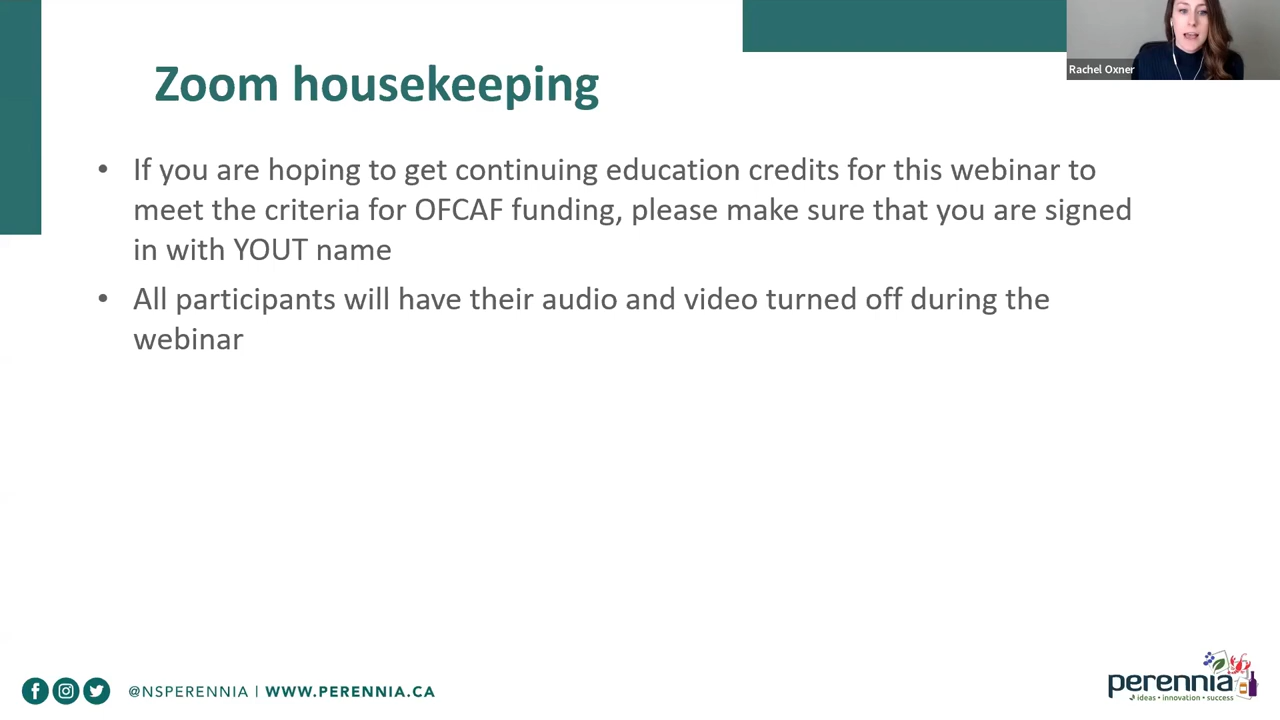 Rachel Oxner
Zoom housekeeping
• If you are hoping to get continuing education credits for this webinar to
meet the criteria for OFCAF funding, please make sure that you are signed
in with YOUT name
• All participants will have their audio and video turned off during the
webinar
@NSPERENNIA | WWW.PERENNIA.CA
perennia
ideas • innovation • success